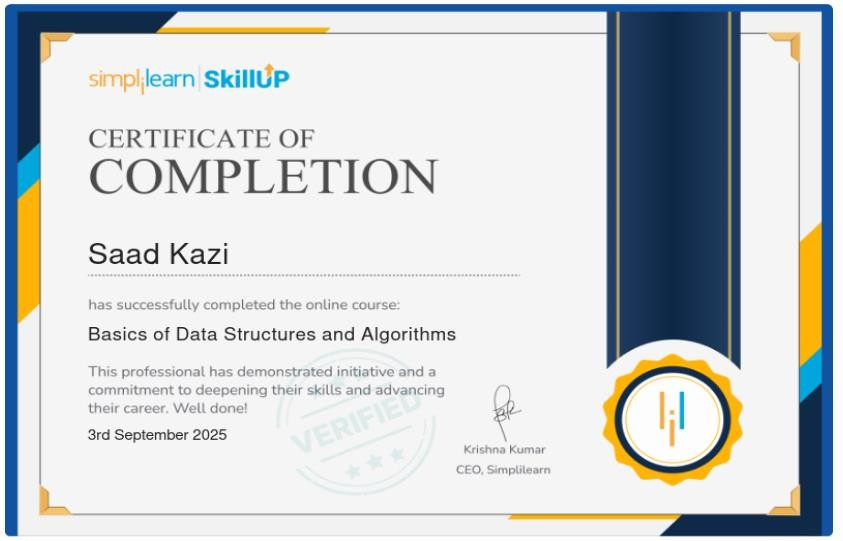 simplilearn | SkillUP
CERTIFICATE OF
COMPLETION
Saad Kazi
has successfully completed the online course:
Basics of Data Structures and Algorithms
This professional has demonstrated initiative and a
commitment to deepening their skills and advancing
their career. Well done!
3rd September 2025
VERIFIED
Krishna Kumar
CEO, Simplilearn